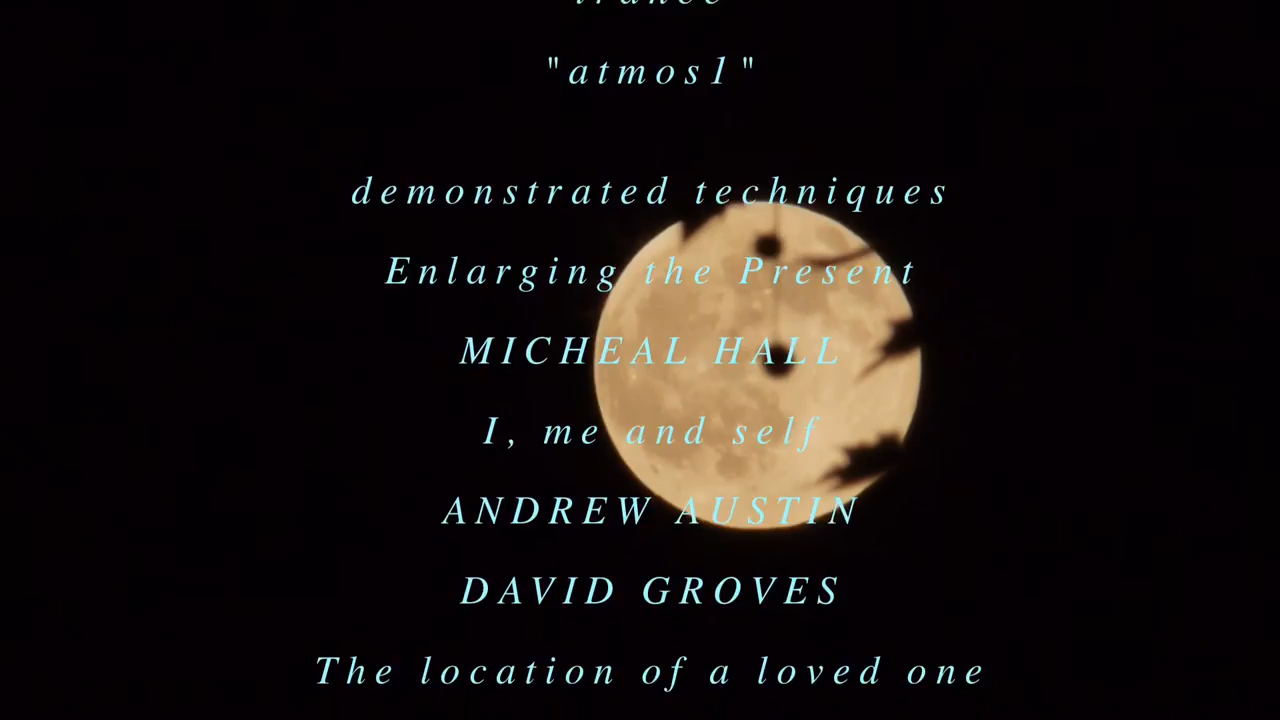 trance
"atmos1"
demonstrated techniques
Enlarging the Present
MICHEAL HALL
I, me and self
ANDREW AUSTIN
DAVID GROVES
The location of a loved one